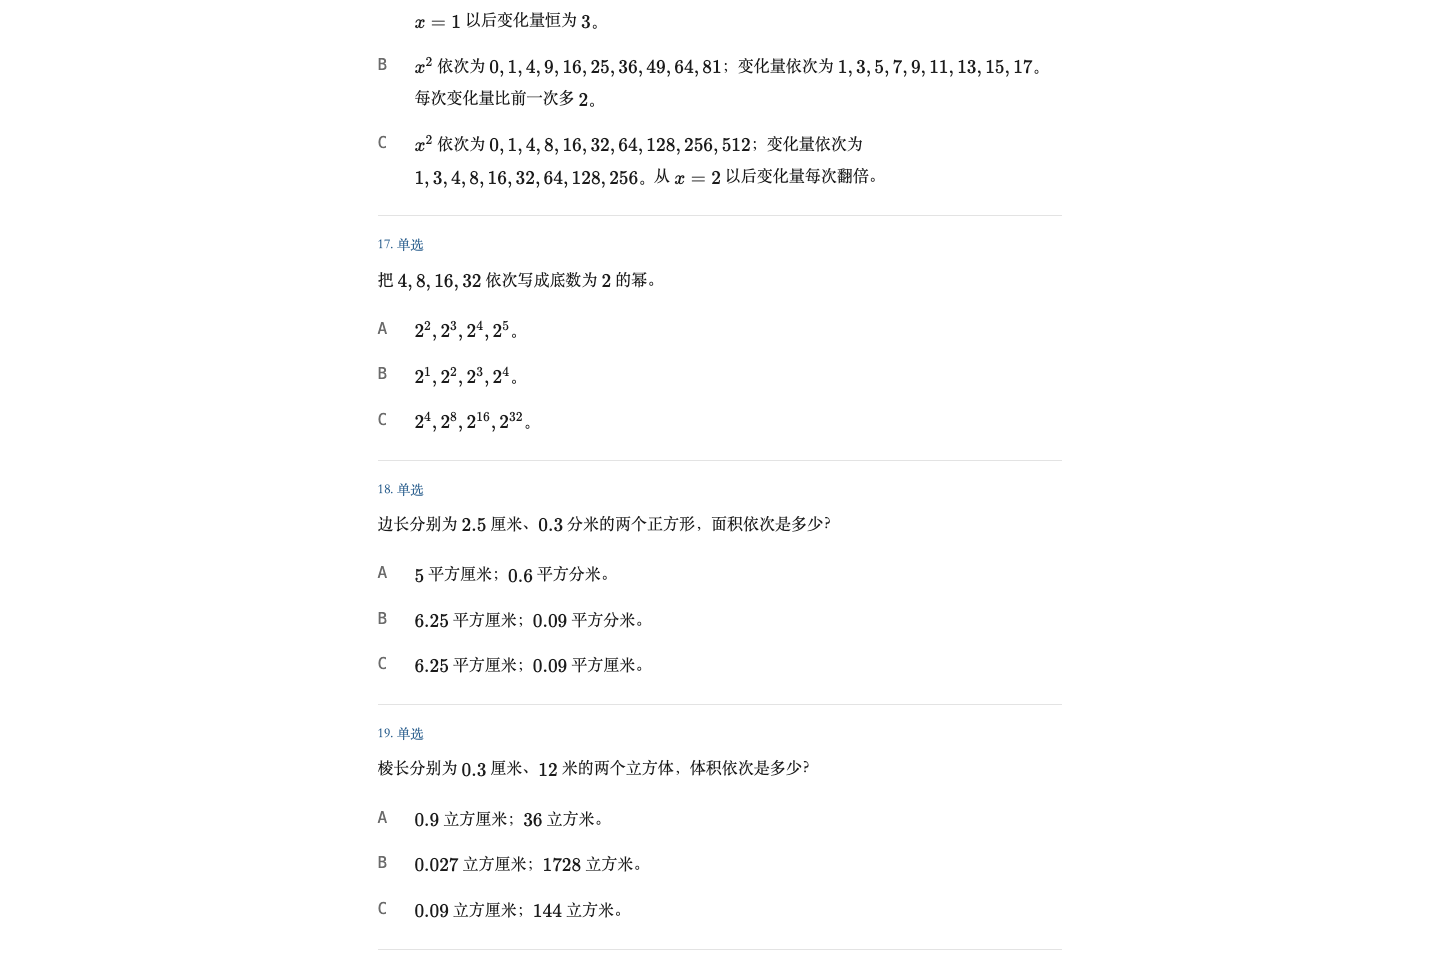 x = 1 以后变化量恒为 3。
B x² 依次为 0, 1, 4, 9, 16, 25, 36, 49, 64, 81；变化量依次为 1, 3, 5, 7, 9, 11, 13, 15, 17。
每次变化量比前一次多 2。
C x² 依次为 0, 1, 4, 8, 16, 32, 64, 128, 256, 512；变化量依次为
1, 3, 4, 8, 16, 32, 64, 128, 256。从 x = 2 以后变化量每次翻倍。
17. 单选
把 4, 8, 16, 32 依次写成底数为 2 的幂。
A 2², 2³, 2⁴, 2⁵。
B 2¹, 2², 2³, 2⁴。
C 2⁴, 2⁸, 2¹⁶, 2³²。
18. 单选
边长分别为 2.5 厘米、0.3 分米的两个正方形，面积依次是多少？
A 5 平方厘米；0.6 平方分米。
B 6.25 平方厘米；0.09 平方分米。
C 6.25 平方厘米；0.09 平方厘米。
19. 单选
棱长分别为 0.3 厘米、12 米的两个立方体，体积依次是多少？
A 0.9 立方厘米；36 立方米。
B 0.027 立方厘米；1728 立方米。
C 0.09 立方厘米；144 立方米。